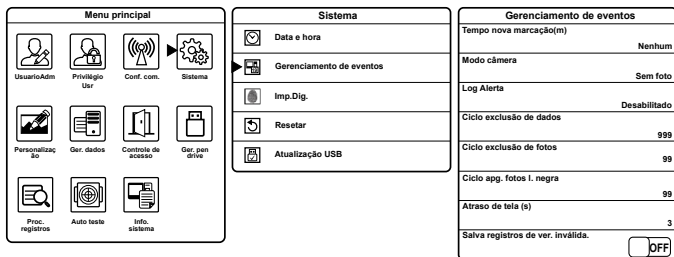 Menu principal
UsuarioAdm
Privilégio
Usr
Conf. com.
Sistema
Personalizaç
ão
Ger. dados
Controle de
acesso
Ger. pen
drive
Proc.
registros
Auto teste
Info.
sistema
Sistema
Data e hora
Gerenciamento de eventos
Imp.Dig.
Resetar
Atualização USB
Gerenciamento de eventos
Tempo nova marcação(m)
Nenhum
Modo câmera
Sem foto
Log Alerta
Desabilitado
Ciclo exclusão de dados
999
Ciclo exclusão de fotos
99
Ciclo apg. fotos l. negra
99
Atraso de tela (s)
3
Salva registros de ver. inválida.
OFF